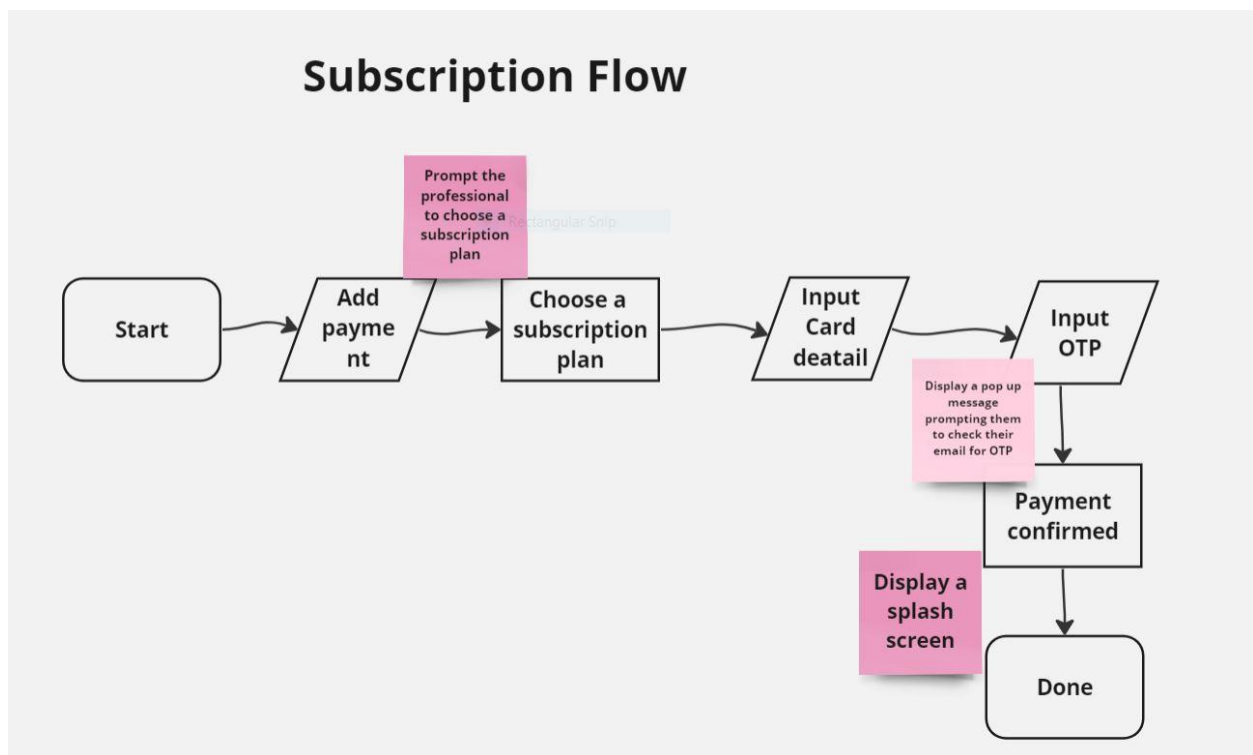 Subscription Flow
Prompt the
professional
to choose a
subscription
plan
Rectangular Snip
Start
Add
payme
nt
Choose a
subscription
plan
Input
Card
deatail
Input
OTP
Display a pop up
message
prompting them
to check their
email for OTP
Payment
confirmed
Display a
splash
screen
Done